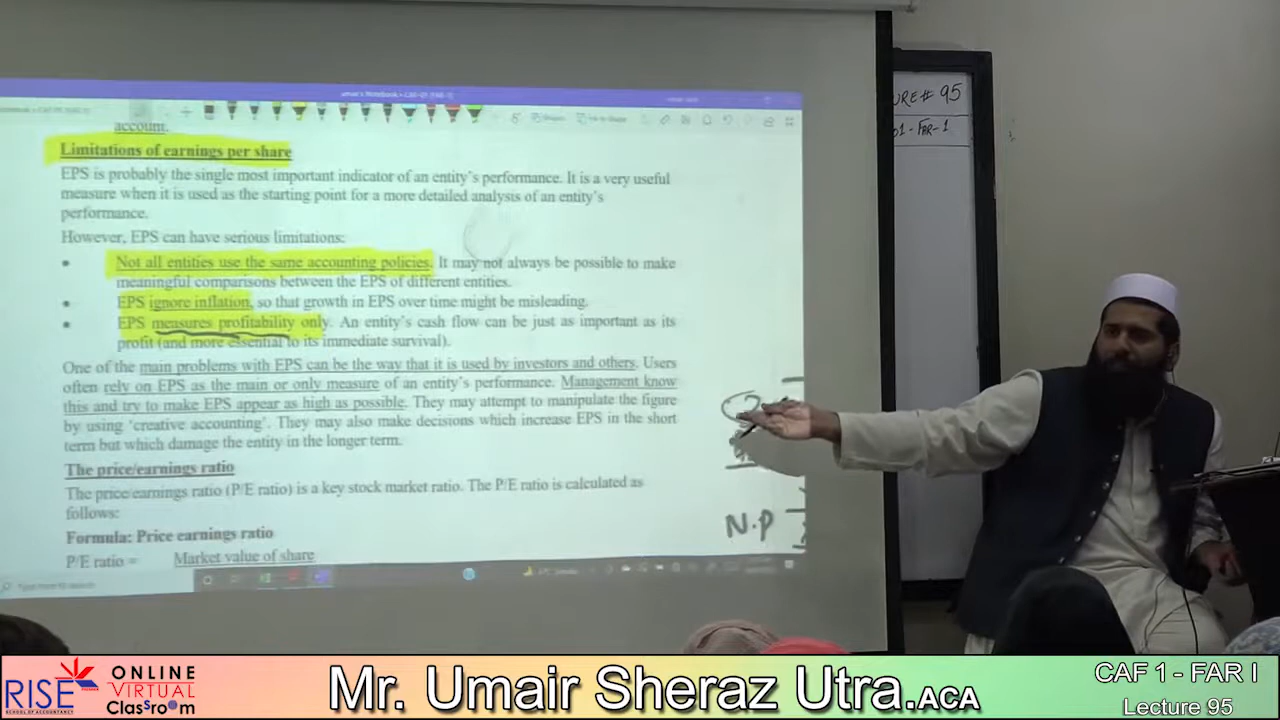 URE# 95
01-FAR-1
account.
Limitations of earnings per share
EPS is probably the single most important indicator of an entity's performance. It is a very useful
measure when it is used as the starting point for a more detailed analysis of an entity's
performance.
However, EPS can have serious limitations:
• Not all entities use the same accounting policies. It may not always be possible to make
meaningful comparisons between the EPS of different entities.
• EPS ignore inflation, so that growth in EPS over time might be misleading.
• EPS measures profitability only. An entity's cash flow can be just as important as its
profit (and more essential to its immediate survival).
One of the main problems with EPS can be the way that it is used by investors and others. Users
often rely on EPS as the main or only measure of an entity's performance. Management know
this and try to make EPS appear as high as possible. They may attempt to manipulate the figure
by using 'creative accounting'. They may also make decisions which increase EPS in the short
term but which damage the entity in the longer term.
The price/earnings ratio
The price/earnings ratio (P/E ratio) is a key stock market ratio. The P/E ratio is calculated as
follows:
Formula: Price earnings ratio
P/E ratio = Market value of share
N.P
RISE
SCHOOL OF ACCOUNTANCY
ONLINE
VIRTUAL
ClasSro@m
Mr. Umair Sheraz Utra.ACA
CAF 1 - FAR I
Lecture 95